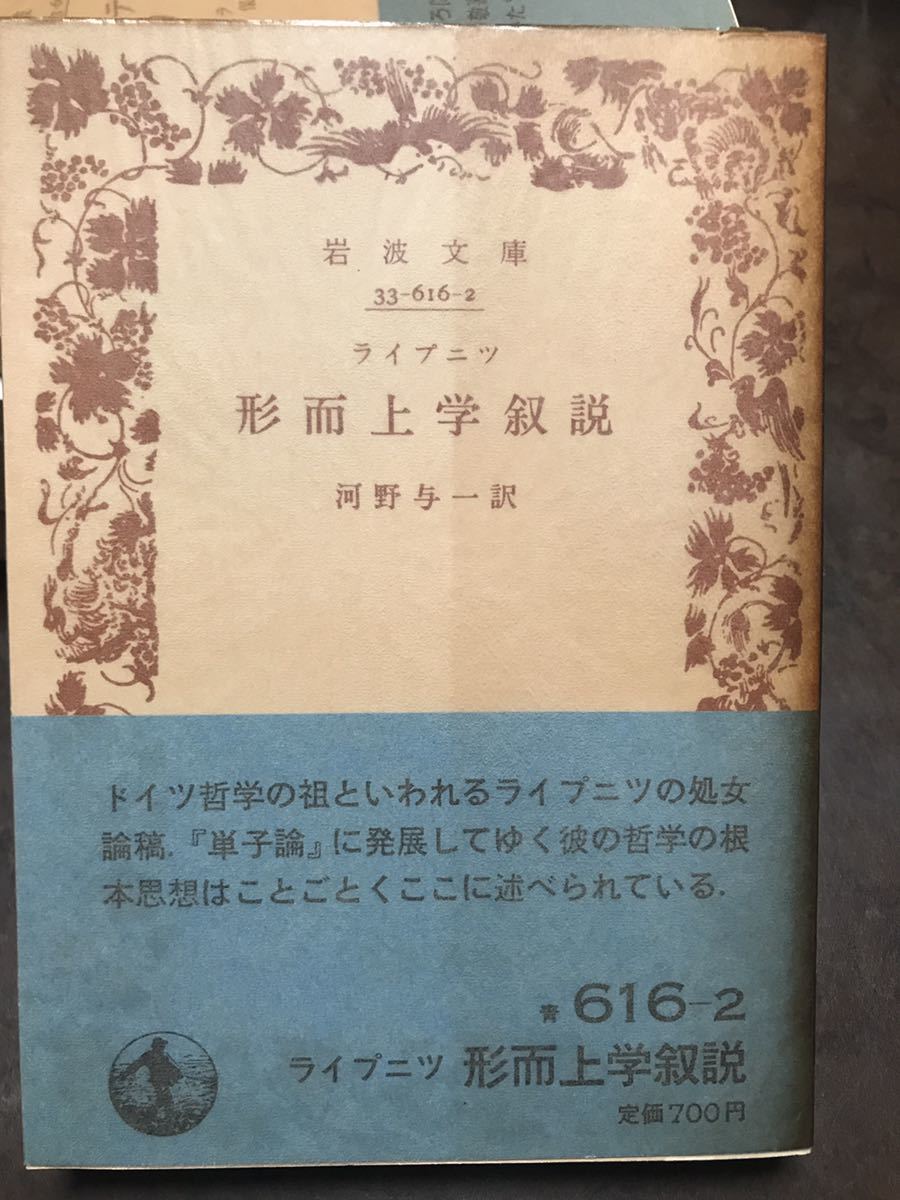 岩波文庫
33-616-2
ライプニツ
形而上学叙説
河野与一訳
ドイツ哲学の祖といわれるライプニツの処女
論稿.『単子論』に発展してゆく彼の哲学の根
本思想はことごとくここに述べられている.
青 616-2
ライプニツ 形而上学叙説
定価700円